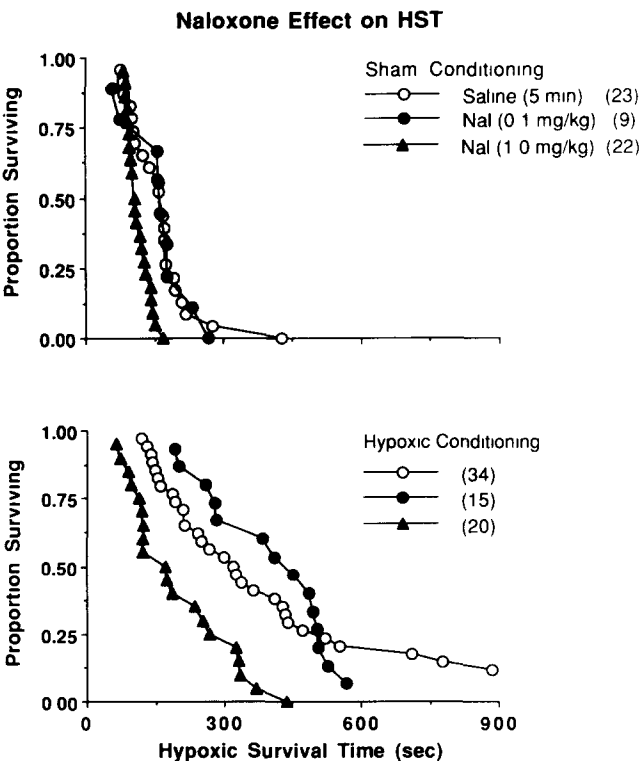 Naloxone Effect on HST
Sham Conditioning
Saline (5 min) (23)
Nal (0 1 mg/kg) (9)
Nal (1 0 mg/kg) (22)
Proportion Surviving
1.00
0.75
0.50
0.25
0.00
Hypoxic Conditioning
(34)
(15)
(20)
Proportion Surviving
1.00
0.75
0.50
0.25
0 00
0
300
600
900
Hypoxic Survival Time (sec)